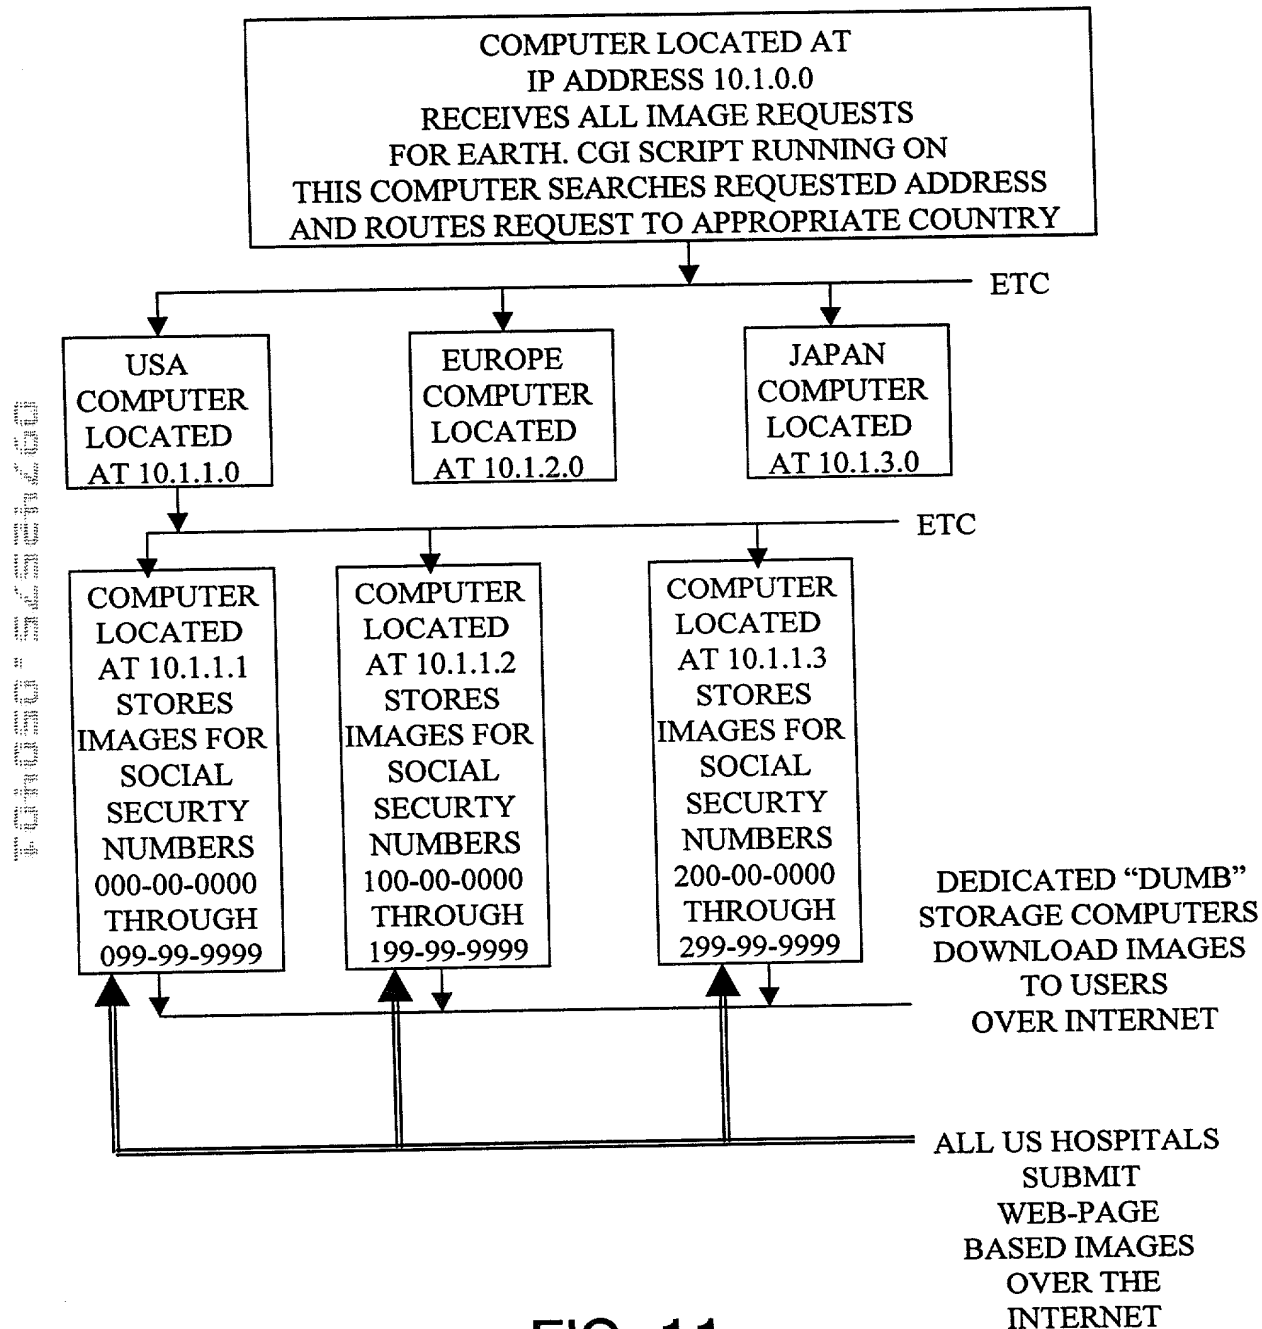 COMPUTER LOCATED AT
IP ADDRESS 10.1.0.0
RECEIVES ALL IMAGE REQUESTS
FOR EARTH. CGI SCRIPT RUNNING ON
THIS COMPUTER SEARCHES REQUESTED ADDRESS
AND ROUTES REQUEST TO APPROPRIATE COUNTRY
ETC
USA
COMPUTER
LOCATED
AT 10.1.1.0
EUROPE
COMPUTER
LOCATED
AT 10.1.2.0
JAPAN
COMPUTER
LOCATED
AT 10.1.3.0
ETC
COMPUTER
LOCATED
AT 10.1.1.1
STORES
IMAGES FOR
SOCIAL
SECURTY
NUMBERS
000-00-0000
THROUGH
099-99-9999
COMPUTER
LOCATED
AT 10.1.1.2
STORES
IMAGES FOR
SOCIAL
SECURTY
NUMBERS
100-00-0000
THROUGH
199-99-9999
COMPUTER
LOCATED
AT 10.1.1.3
STORES
IMAGES FOR
SOCIAL
SECURTY
NUMBERS
200-00-0000
THROUGH
299-99-9999
DEDICATED “DUMB”
STORAGE COMPUTERS
DOWNLOAD IMAGES
TO USERS
OVER INTERNET
ALL US HOSPITALS
SUBMIT
WEB-PAGE
BASED IMAGES
OVER THE
INTERNET
FIG. 11